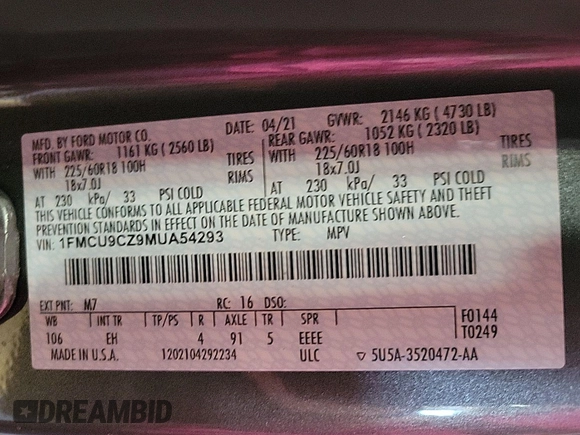 MFD. BY FORD MOTOR CO. DATE: 04/21 GVWR: 2146 KG ( 4730 LB)
FRONT GAWR: 1161 KG ( 2560 LB) REAR GAWR: 1052 KG ( 2320 LB)
WITH 225/60R18 100H TIRES WITH 225/60R18 100H TIRES
18x7.0J RIMS 18x7.0J RIMS
AT 230 kPa/ 33 PSI COLD AT 230 kPa/ 33 PSI COLD
THIS VEHICLE CONFORMS TO ALL APPLICABLE FEDERAL MOTOR VEHICLE SAFETY AND THEFT
PREVENTION STANDARDS IN EFFECT ON THE DATE OF MANUFACTURE SHOWN ABOVE.
VIN: 1FMCU9CZ9MUA54293 TYPE: MPV
EXT PNT: M7 RC: 16 DSO:
WB INT TR TP/PS R AXLE TR SPR F0144
106 EH 4 91 5 EEEE T0249
MADE IN U.S.A. 1202104292234 ULC 5U5A-3520472-AA
DREAMBID